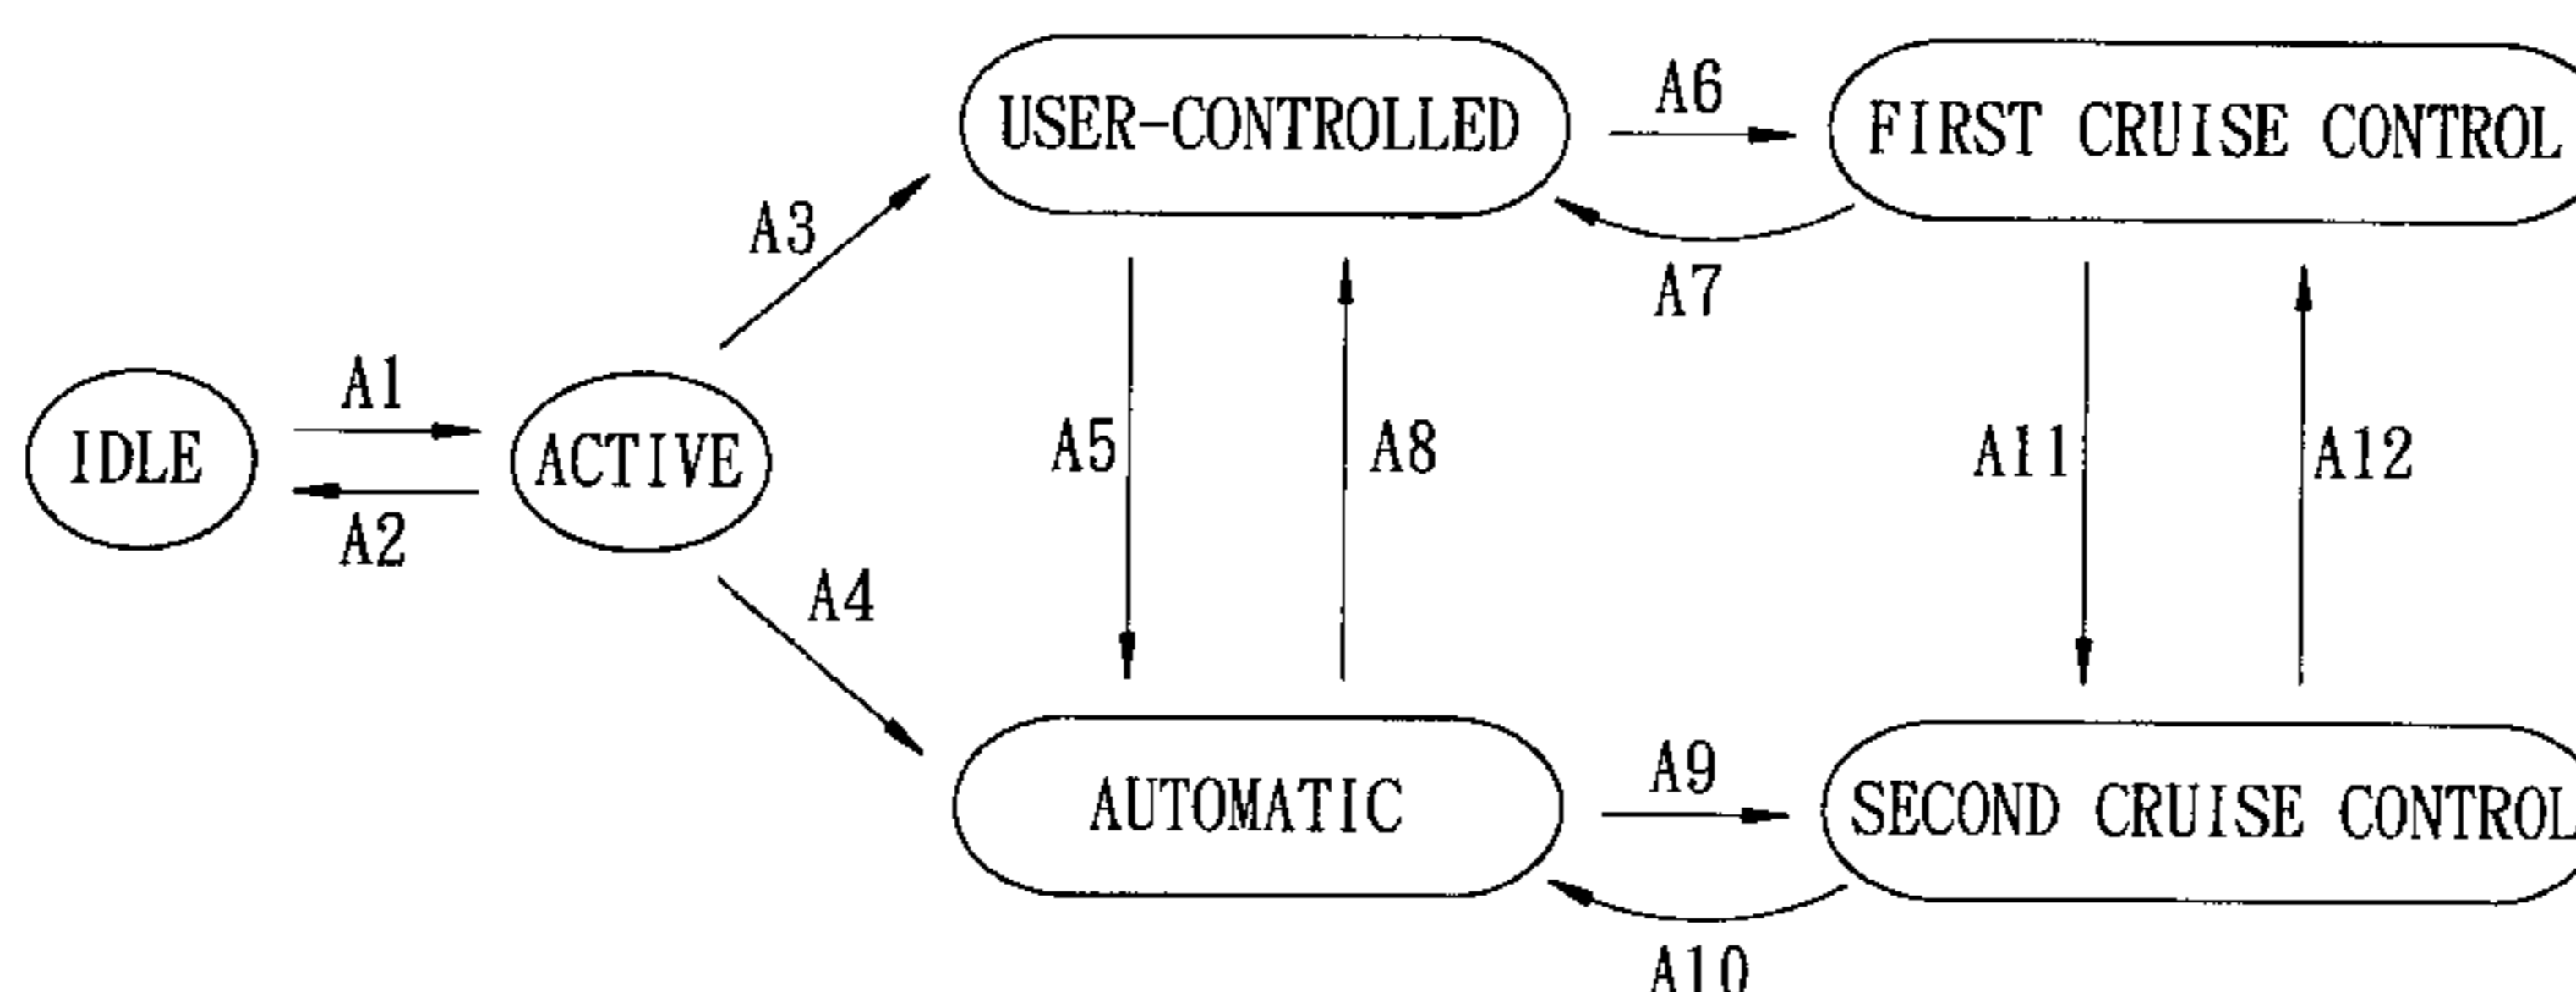 USER-CONTROLLED
A6
FIRST CRUISE CONTROL
A3
A7
A1
IDLE
ACTIVE
A2
A5
A8
A11
A12
A4
A9
AUTOMATIC
SECOND CRUISE CONTROL
A10